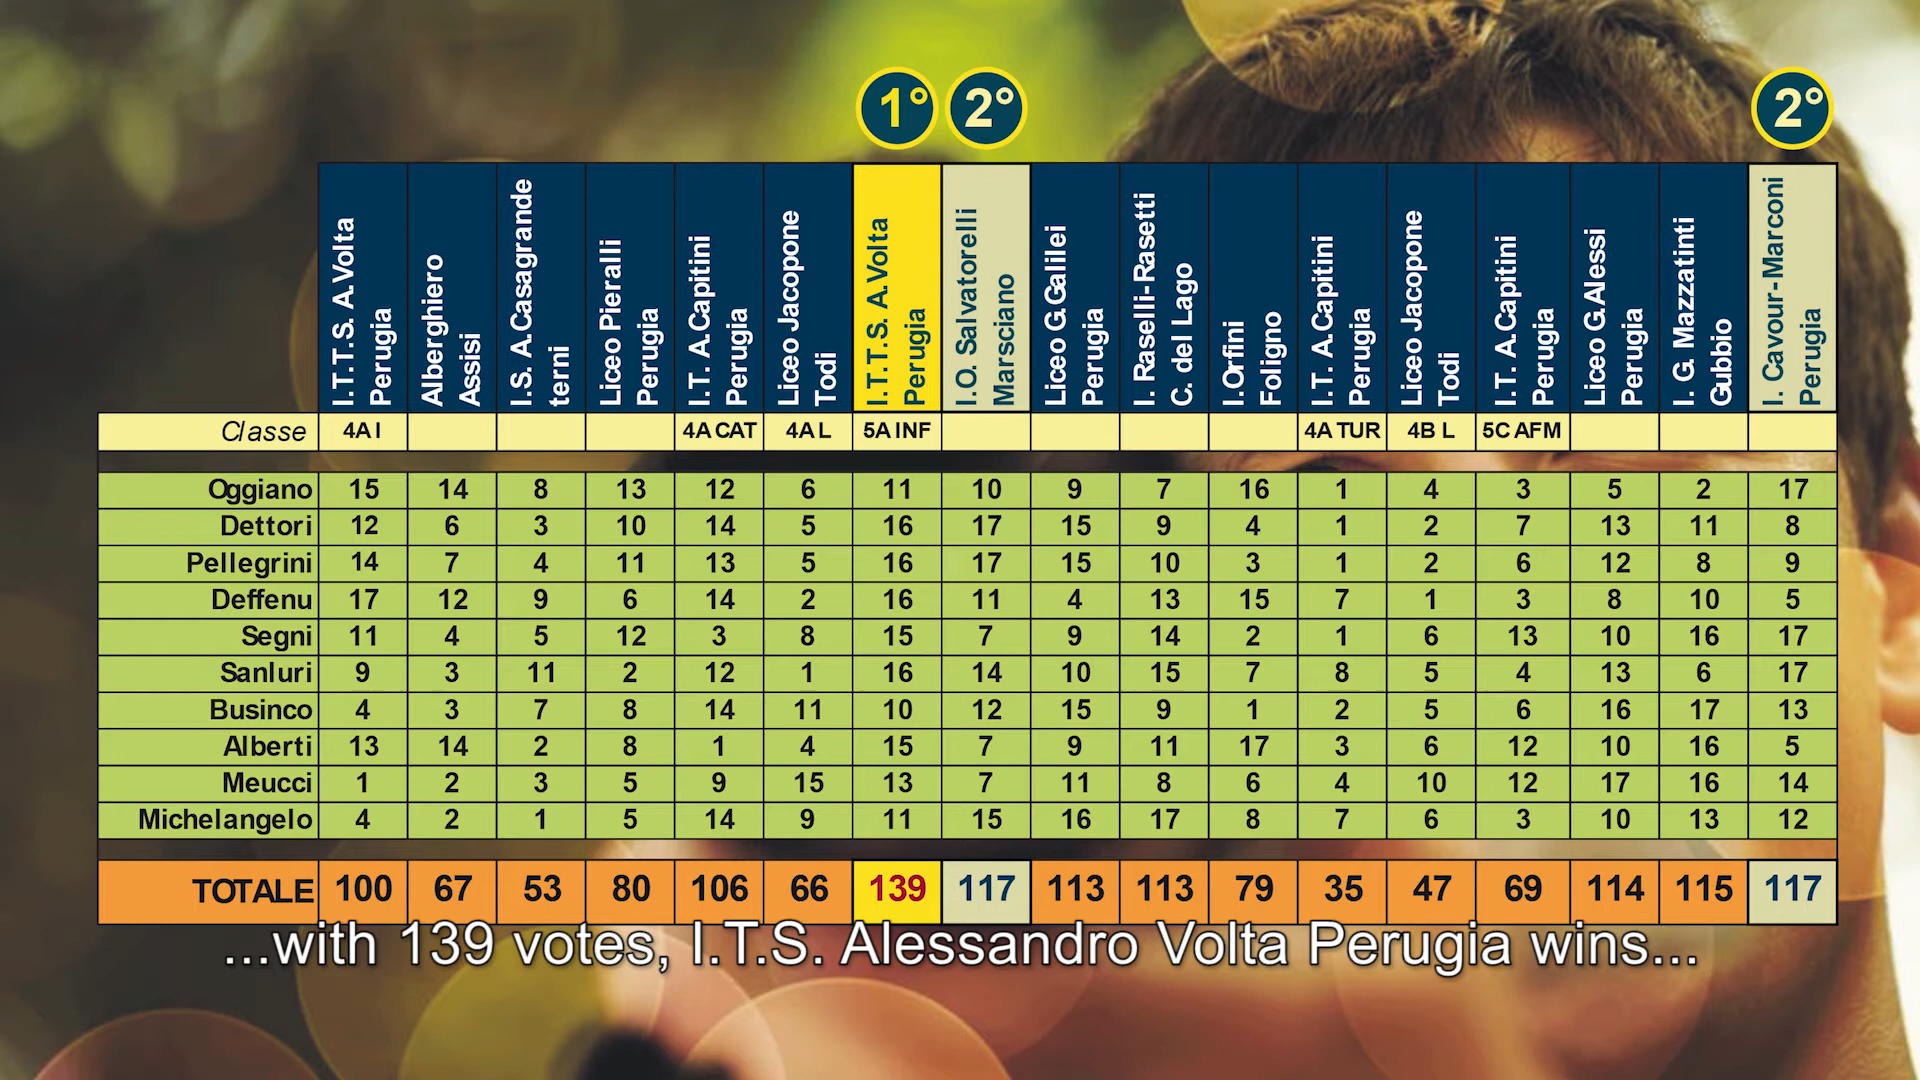 1° 2° 2°
I.T.T.S. A.Volta Perugia
Alberghiero Assisi
I.S. A.Casagrande terni
Liceo Pieralli Perugia
I.T. A.Capitini Perugia
Liceo Jacopone Todi
I.T.T.S. A.Volta Perugia
I.O. Salvatorelli Marsciano
Liceo G.Galilei Perugia
I. Raselli-Rasetti C. del Lago
I.Orfini Foligno
I.T. A.Capitini Perugia
Liceo Jacopone Todi
I.T. A.Capitini Perugia
Liceo G.Alessi Perugia
I. G. Mazzatinti Gubbio
I. Cavour-Marconi Perugia
Classe 4A I 4A CAT 4A L 5A INF 4A TUR 4B L 5C AFM
Oggiano 15 14 8 13 12 6 11 10 9 7 16 1 4 3 5 2 17
Dettori 12 6 3 10 14 5 16 17 15 9 4 1 2 7 13 11 8
Pellegrini 14 7 4 11 13 5 16 17 15 10 3 1 2 6 12 8 9
Deffenu 17 12 9 6 14 2 16 11 4 13 15 7 1 3 8 10 5
Segni 11 4 5 12 3 8 15 7 9 14 2 1 6 13 10 16 17
Sanluri 9 3 11 2 12 1 16 14 10 15 7 8 5 4 13 6 17
Businco 4 3 7 8 14 11 10 12 15 9 1 2 5 6 16 17 13
Alberti 13 14 2 8 1 4 15 7 9 11 17 3 6 12 10 16 5
Meucci 1 2 3 5 9 15 13 7 11 8 6 4 10 12 17 16 14
Michelangelo 4 2 1 5 14 9 11 15 16 17 8 7 6 3 10 13 12
TOTALE 100 67 53 80 106 66 139 117 113 113 79 35 47 69 114 115 117
...with 139 votes, I.T.S. Alessandro Volta Perugia wins...